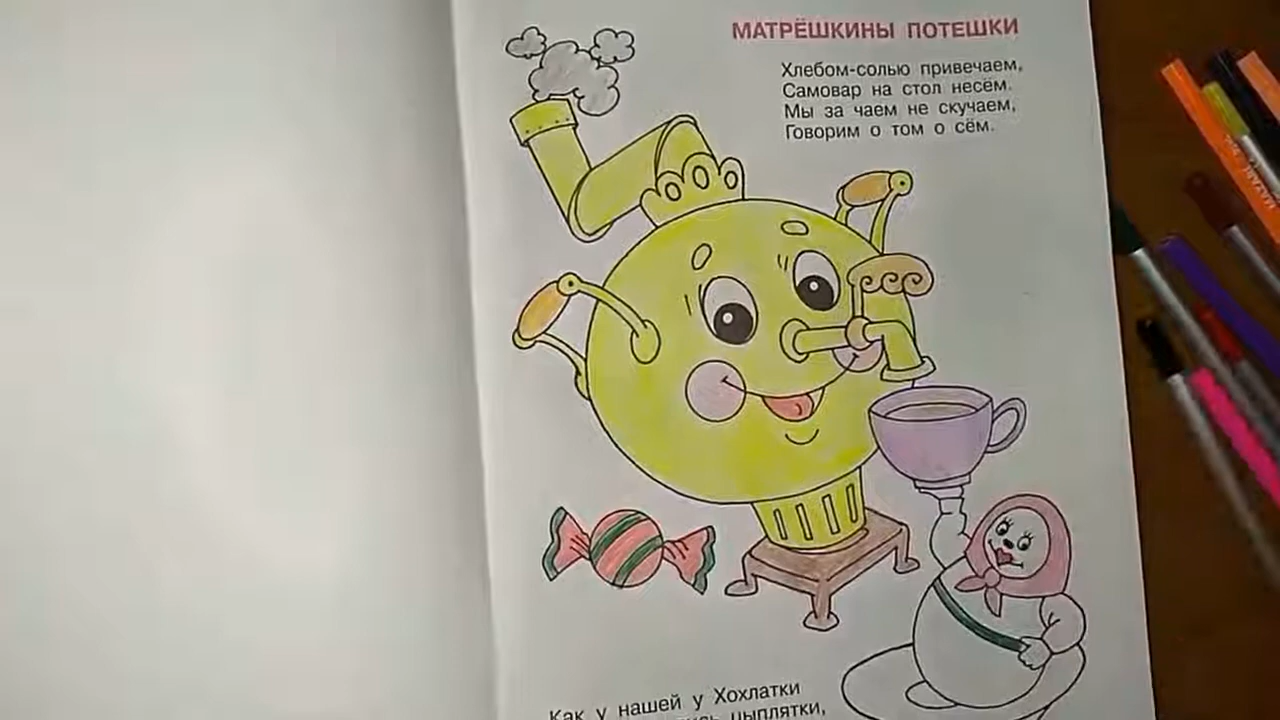 МАТРЁШКИНЫ ПОТЕШКИ
Хлебом-солью привечаем,
Самовар на стол несём.
Мы за чаем не скучаем,
Говорим о том о сём.
Как у нашей у Хохлатки
цыплятки,